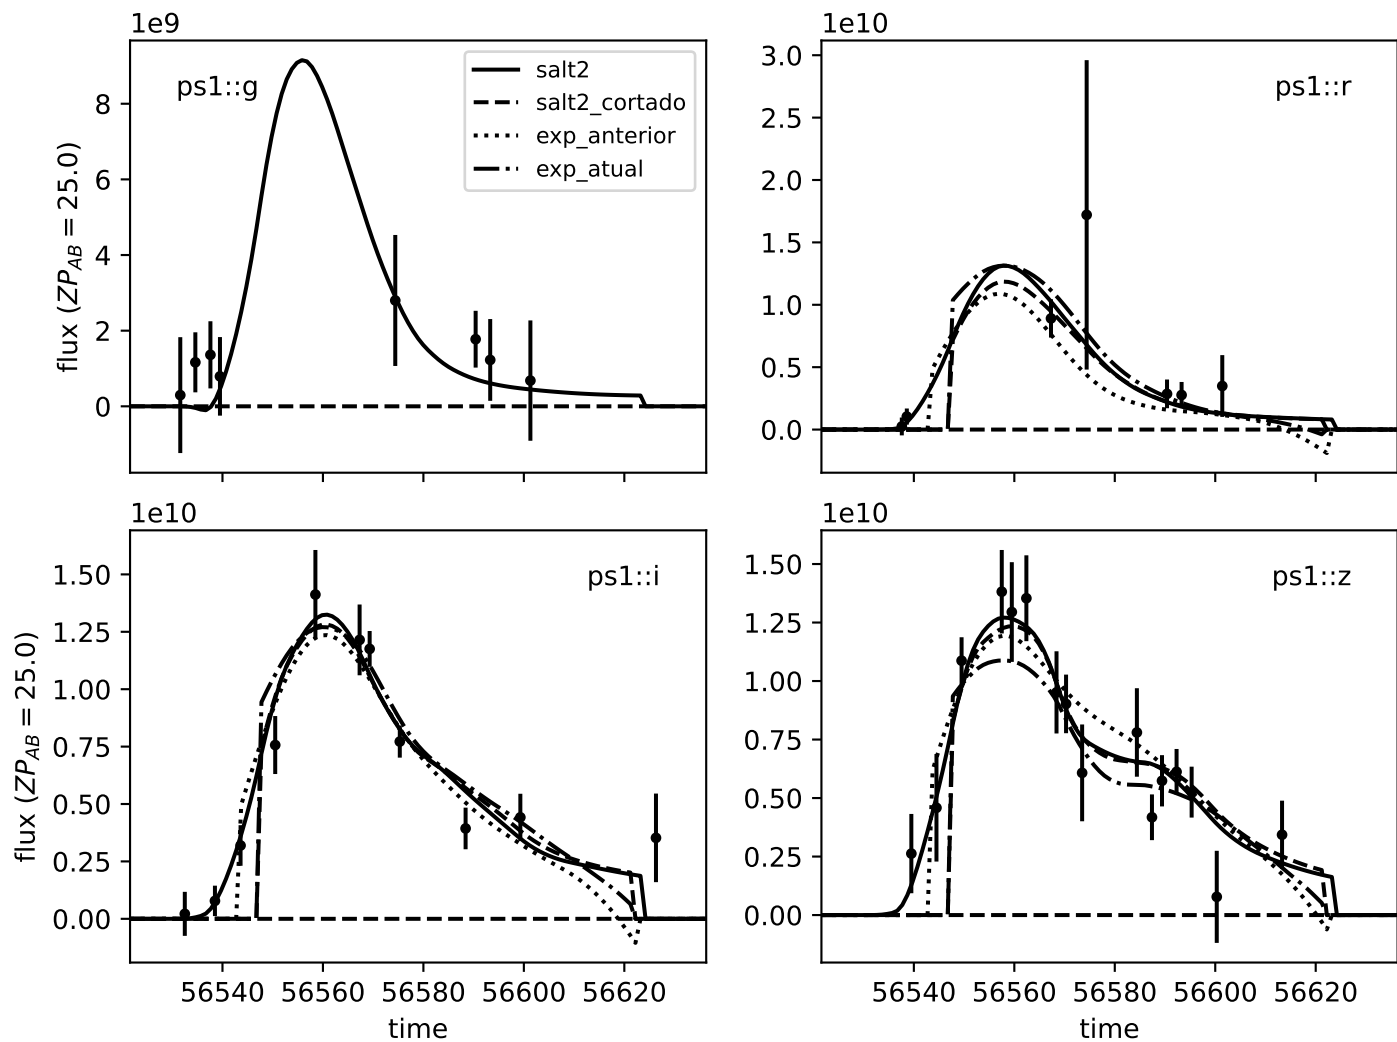 1e9
ps1::g
salt2
salt2_cortado
exp_anterior
exp_atual
8
6
4
2
0
flux (ZP_AB = 25.0)
1e10
ps1::r
3.0
2.5
2.0
1.5
1.0
0.5
0.0
1e10
ps1::i
1.50
1.25
1.00
0.75
0.50
0.25
0.00
flux (ZP_AB = 25.0)
56540 56560 56580 56600 56620
time
1e10
ps1::z
1.50
1.25
1.00
0.75
0.50
0.25
0.00
56540 56560 56580 56600 56620
time